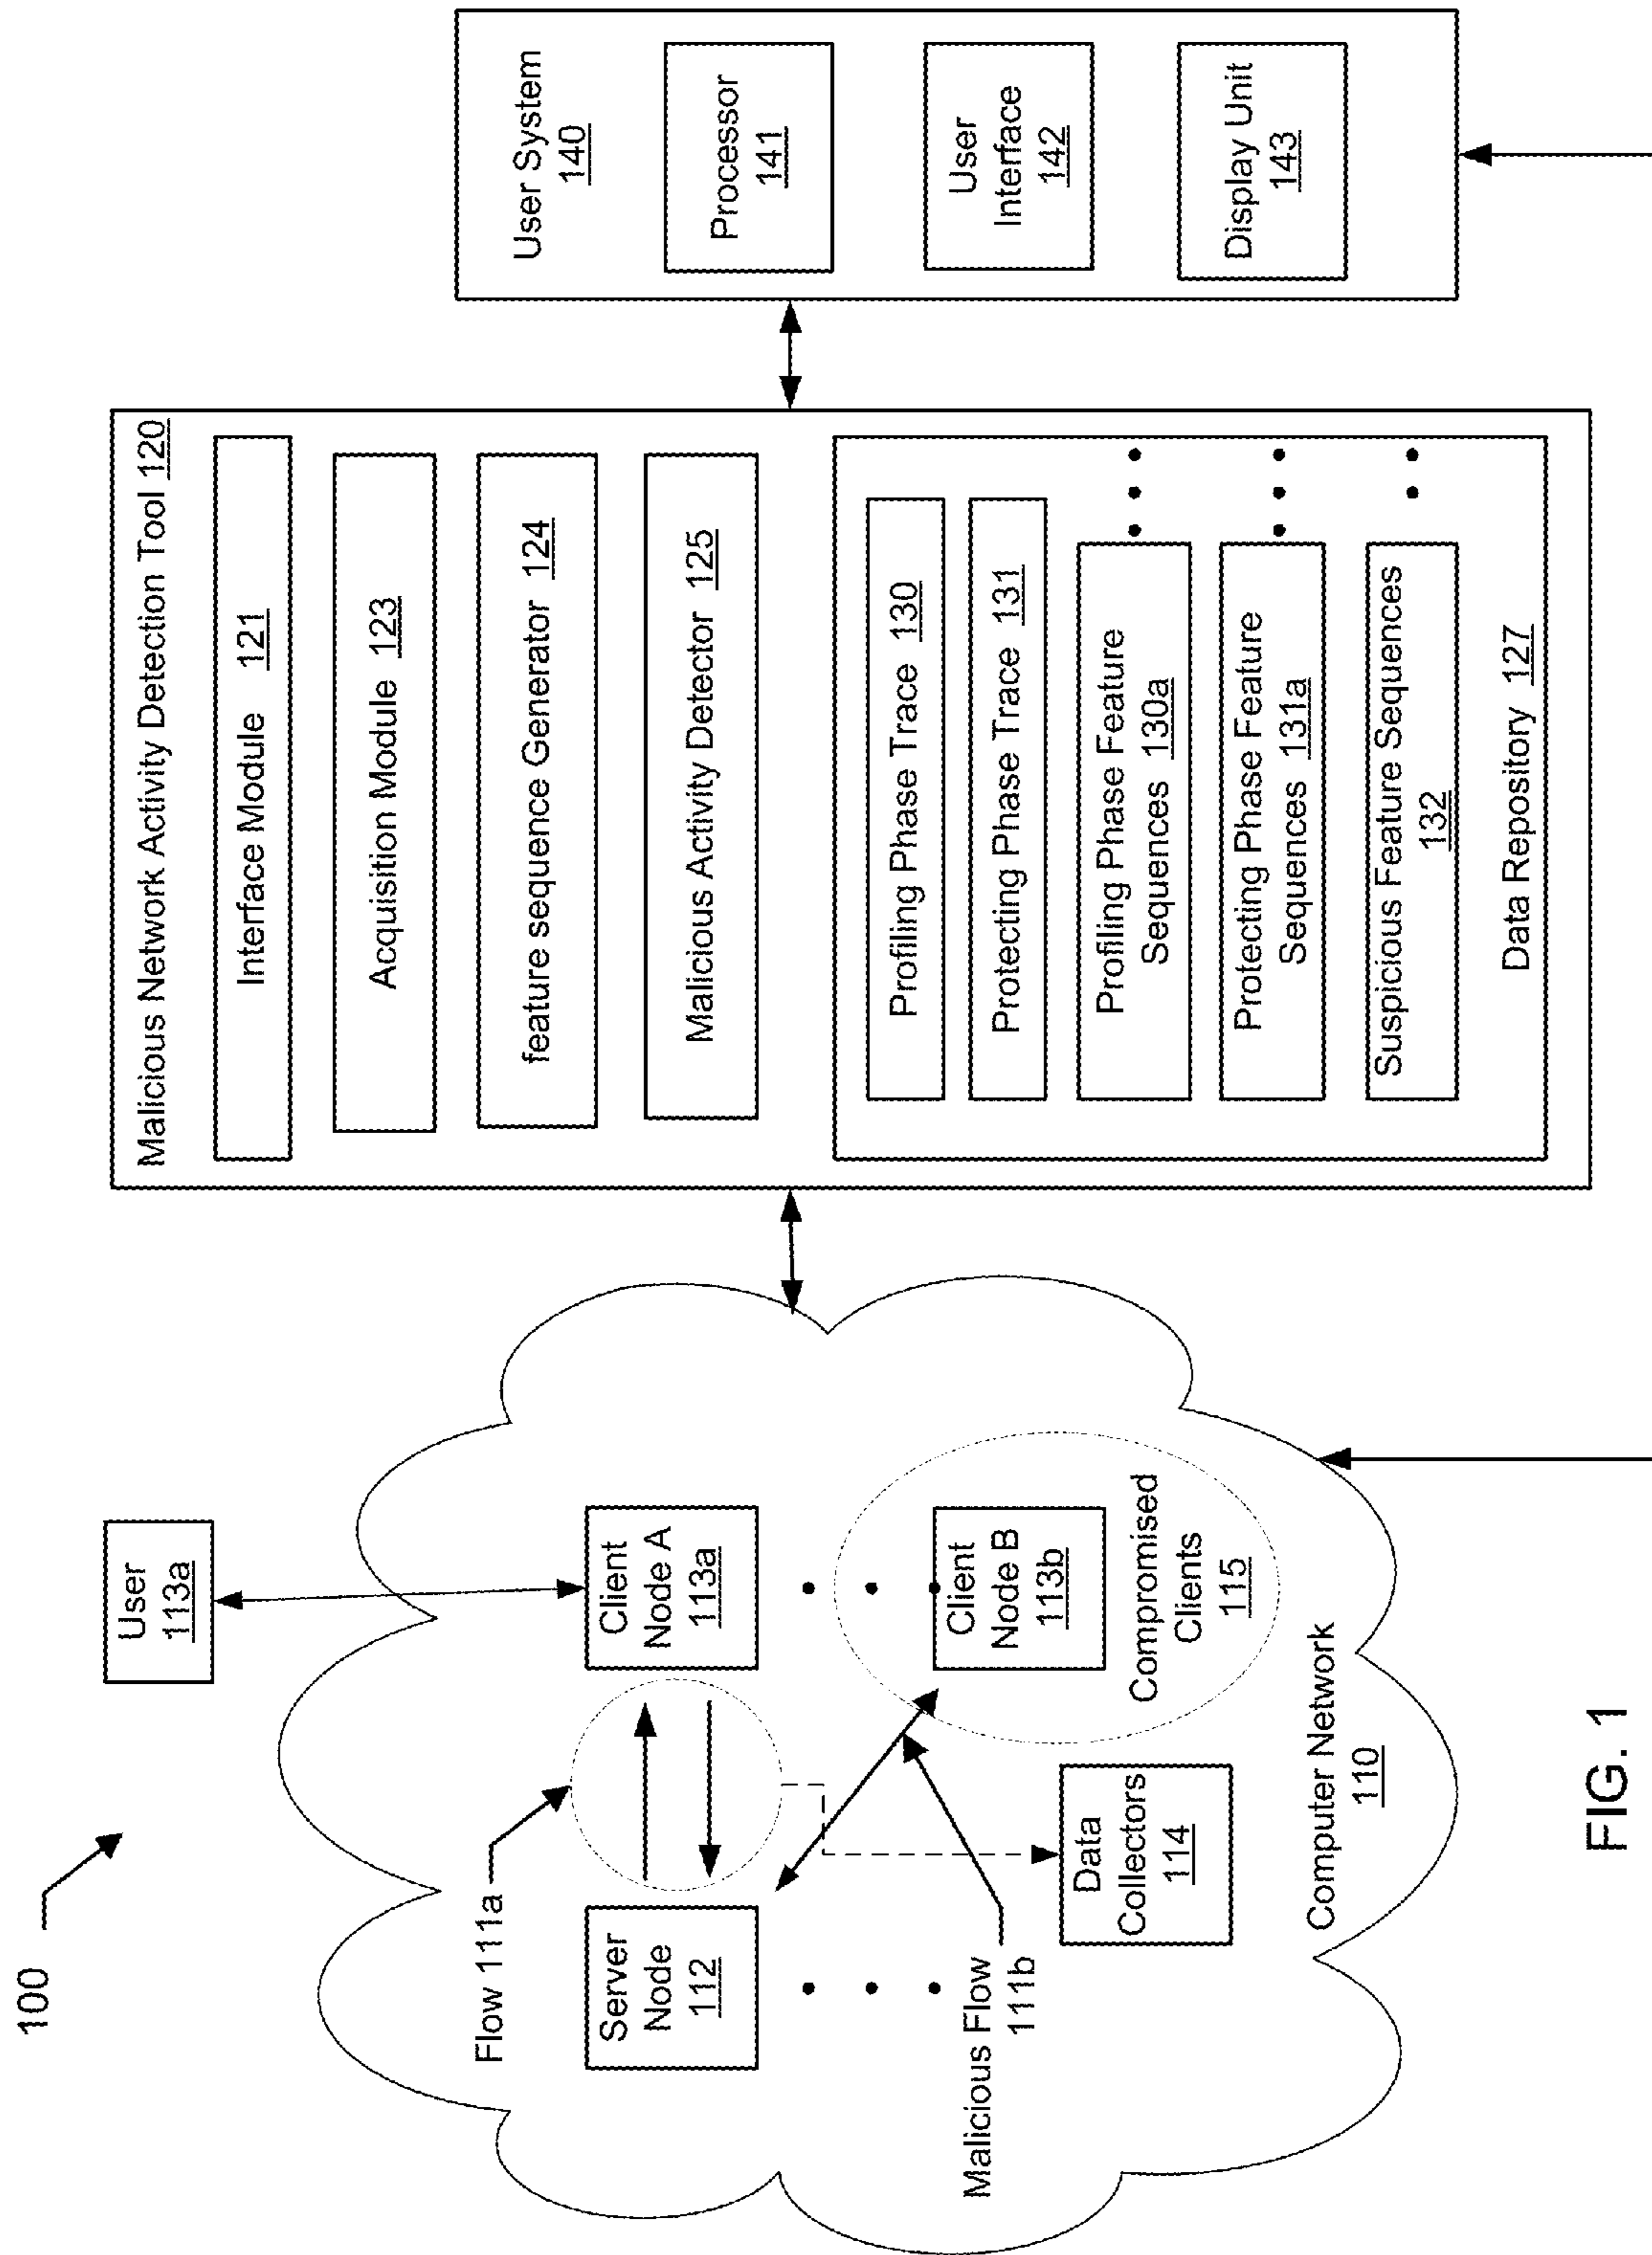 100
User
113a
Flow 111a
Server
Node
112
Client
Node A
113a
Malicious Flow
111b
Client
Node B
113b
Compromised
Clients
115
Data
Collectors
114
Computer Network
110
Malicious Network Activity Detection Tool 120
Interface Module 121
Acquisition Module 123
feature sequence Generator 124
Malicious Activity Detector 125
Profiling Phase Trace 130
Protecting Phase Trace 131
Profiling Phase Feature
Sequences 130a
Protecting Phase Feature
Sequences 131a
Suspicious Feature Sequences
132
Data Repository 127
User System
140
Processor
141
User
Interface
142
Display Unit
143
FIG. 1